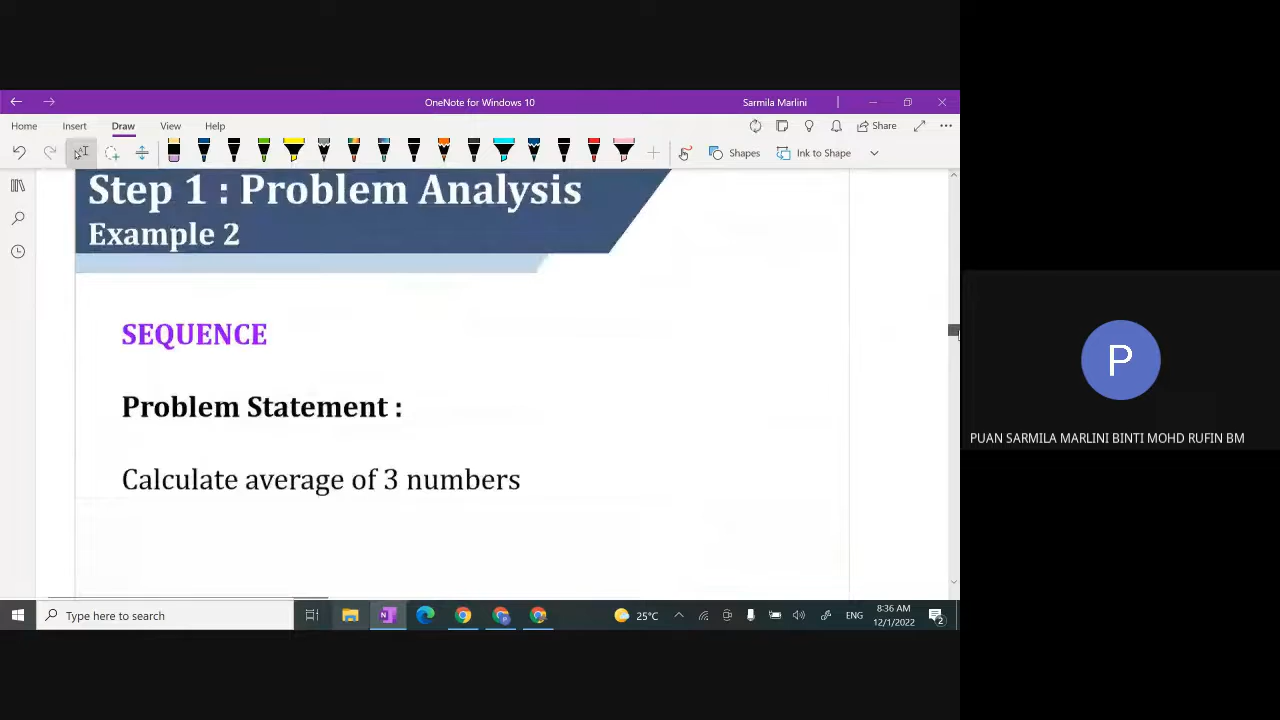 OneNote for Windows 10
Sarmila Marlini
Home
Insert
Draw
View
Help
Share
Shapes
Ink to Shape
Step 1 : Problem Analysis
Example 2
SEQUENCE
Problem Statement :
Calculate average of 3 numbers
P
PUAN SARMILA MARLINI BINTI MOHD RUFIN BM
Type here to search
25°C
ENG
8:36 AM
12/1/2022
2